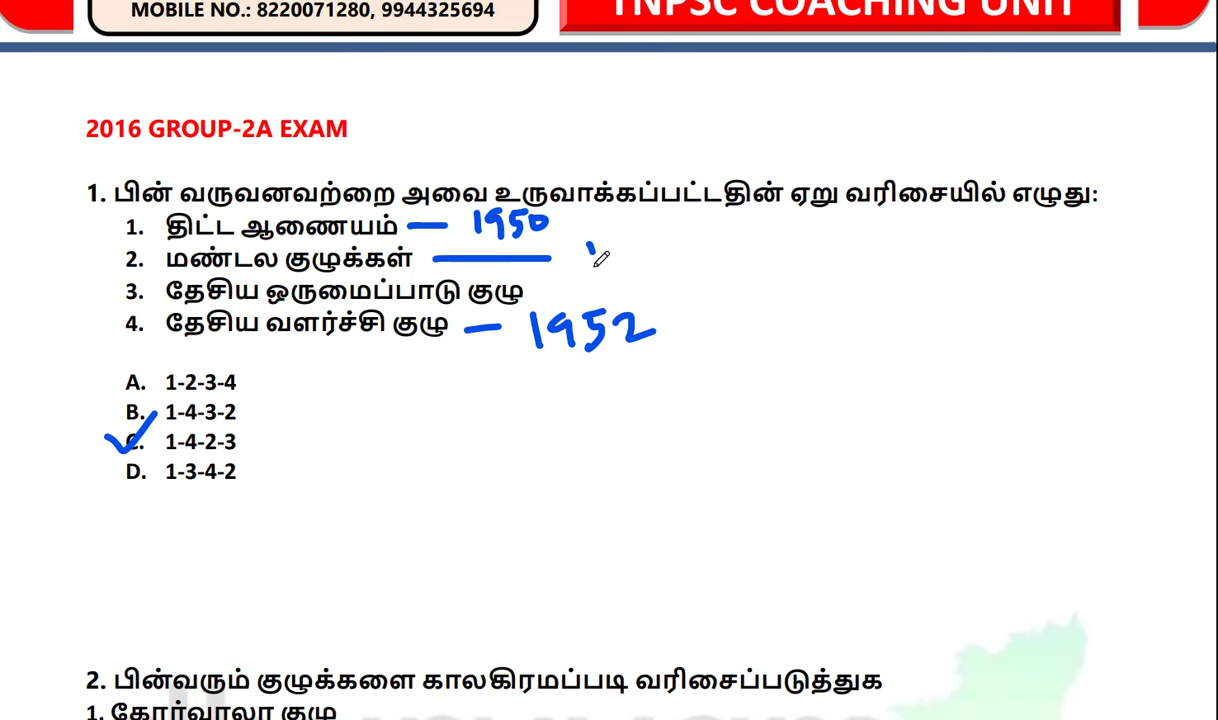 MOBILE NO.: 8220071280, 9944325694
TNPSC COACHING UNIT
2016 GROUP-2A EXAM
1. பின் வருவனவற்றை அவை உருவாக்கப்பட்டதின் ஏறு வரிசையில் எழுது:
1. திட்ட ஆணையம் — 1950
2. மண்டல குழுக்கள் —
3. தேசிய ஒருமைப்பாடு குழு
4. தேசிய வளர்ச்சி குழு — 1952
A. 1-2-3-4
B. 1-4-3-2
C. 1-4-2-3
D. 1-3-4-2
2. பின்வரும் குழுக்களை காலகிரமப்படி வரிசைப்படுத்துக
1. கோர்வாலா குழு